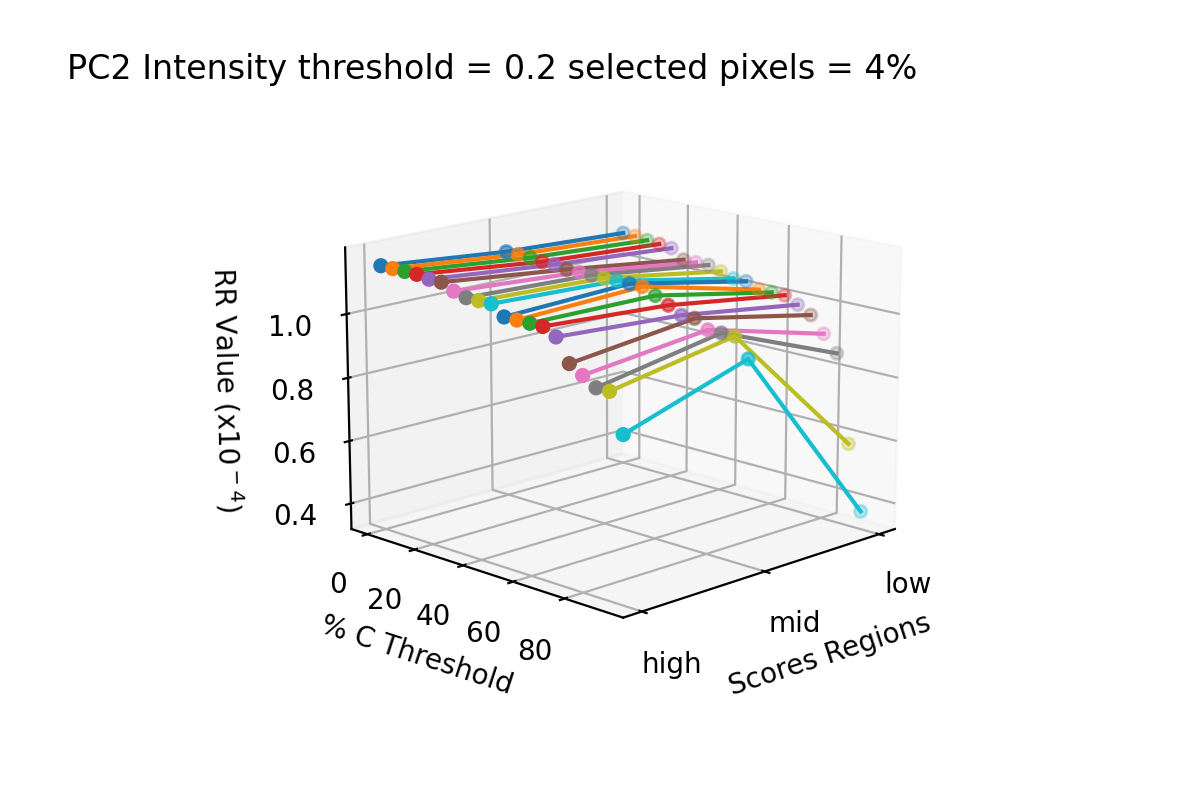 PC2 Intensity threshold = 0.2 selected pixels = 4%
RR Value (x10⁻⁴)
1.0
0.8
0.6
0.4
0
20
40
60
80
% C Threshold
high
mid
low
Scores Regions